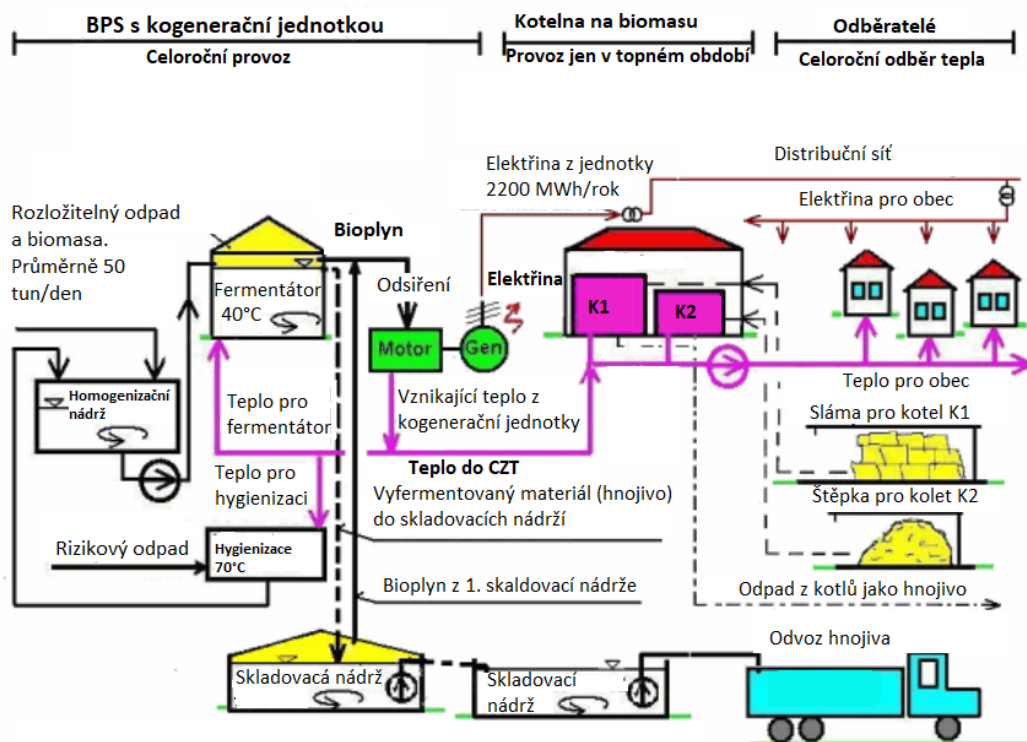 BPS s kogenerační jednotkou
Celoroční provoz
Kotelna na biomasu
Provoz jen v topném období
Odběratelé
Celoroční odběr tepla
Elektřina z jednotky
2200 MWh/rok
Distribuční síť
Elektřina pro obec
Rozložitelný odpad
a biomasa.
Průměrně 50
tun/den
Bioplyn
Elektřina
Odsiření
Fermentátor
40°C
K1
K2
Motor
Gen
Homogenizační
nádrž
Teplo pro
fermentátor
Vznikající teplo z
kogenerační jednotky
Teplo pro obec
Sláma pro kotel K1
Teplo pro
hygienizaci
Teplo do CZT
Vyfermentovaný materiál (hnojivo)
do skladovacích nádrží
Štěpka pro kolet K2
Rizikový odpad
Hygienizace
70°C
Bioplyn z 1. skaldovací nádrže
Odpad z kotlů jako hnojivo
Odvoz hnojiva
Skladovacá nádrž
Skladovací
nádrž